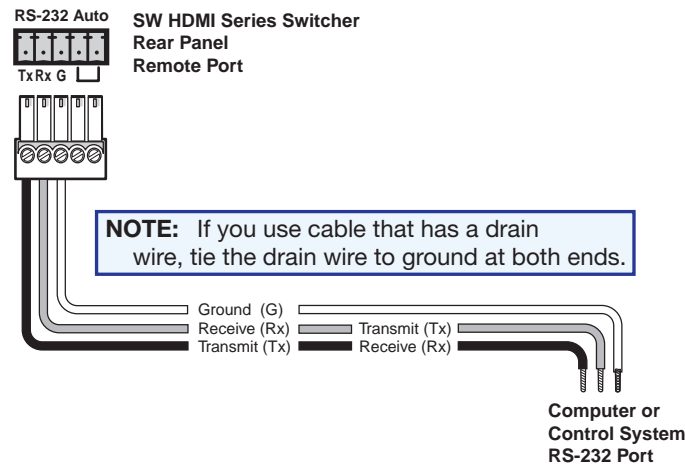 RS-232 Auto
SW HDMI Series Switcher
Rear Panel
Remote Port
Tx Rx G
NOTE: If you use cable that has a drain
wire, tie the drain wire to ground at both ends.
Ground (G)
Receive (Rx) Transmit (Tx)
Transmit (Tx) Receive (Rx)
Computer or
Control System
RS-232 Port